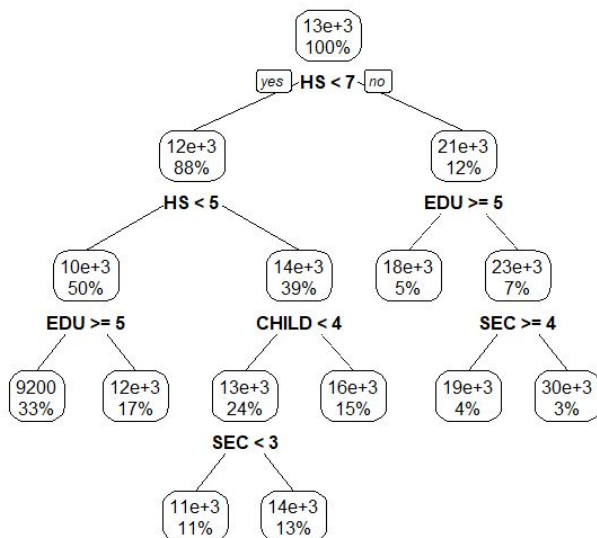 13e+3
100%
yes HS < 7 no
12e+3
88%
21e+3
12%
HS < 5
EDU >= 5
10e+3
50%
14e+3
39%
18e+3
5%
23e+3
7%
EDU >= 5
CHILD < 4
SEC >= 4
9200
33%
12e+3
17%
13e+3
24%
16e+3
15%
19e+3
4%
30e+3
3%
SEC < 3
11e+3
11%
14e+3
13%